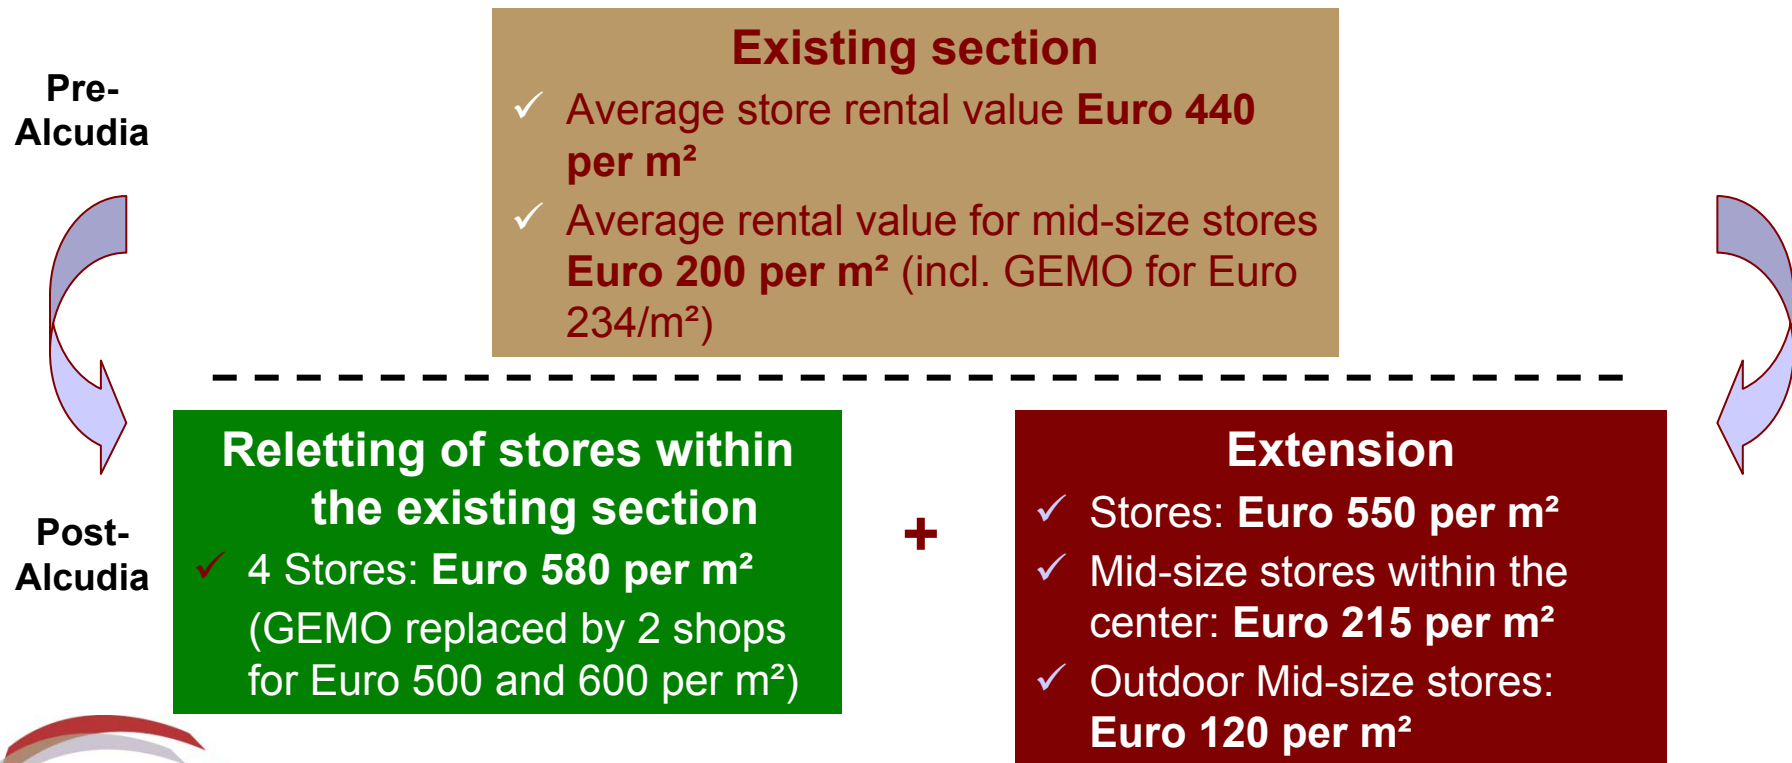 Pre-
Alcudia
Existing section
✓ Average store rental value Euro 440
per m²
✓ Average rental value for mid-size stores
Euro 200 per m² (incl. GEMO for Euro
234/m²)
Post-
Alcudia
Reletting of stores within
the existing section
✓ 4 Stores: Euro 580 per m²
(GEMO replaced by 2 shops
for Euro 500 and 600 per m²)
+
Extension
✓ Stores: Euro 550 per m²
✓ Mid-size stores within the
center: Euro 215 per m²
✓ Outdoor Mid-size stores:
Euro 120 per m²